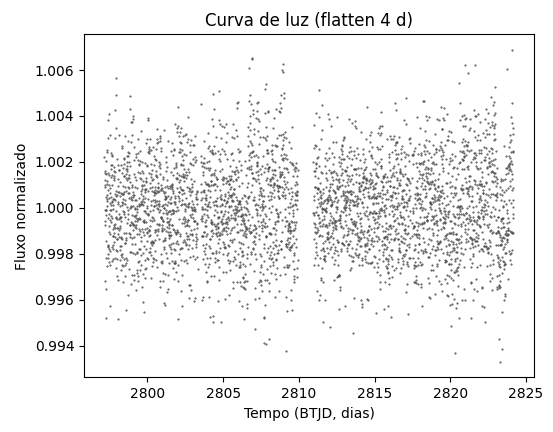 Curva de luz (flatten 4 d)
Fluxo normalizado
1.006
1.004
1.002
1.000
0.998
0.996
0.994
2800 2805 2810 2815 2820 2825
Tempo (BTJD, dias)